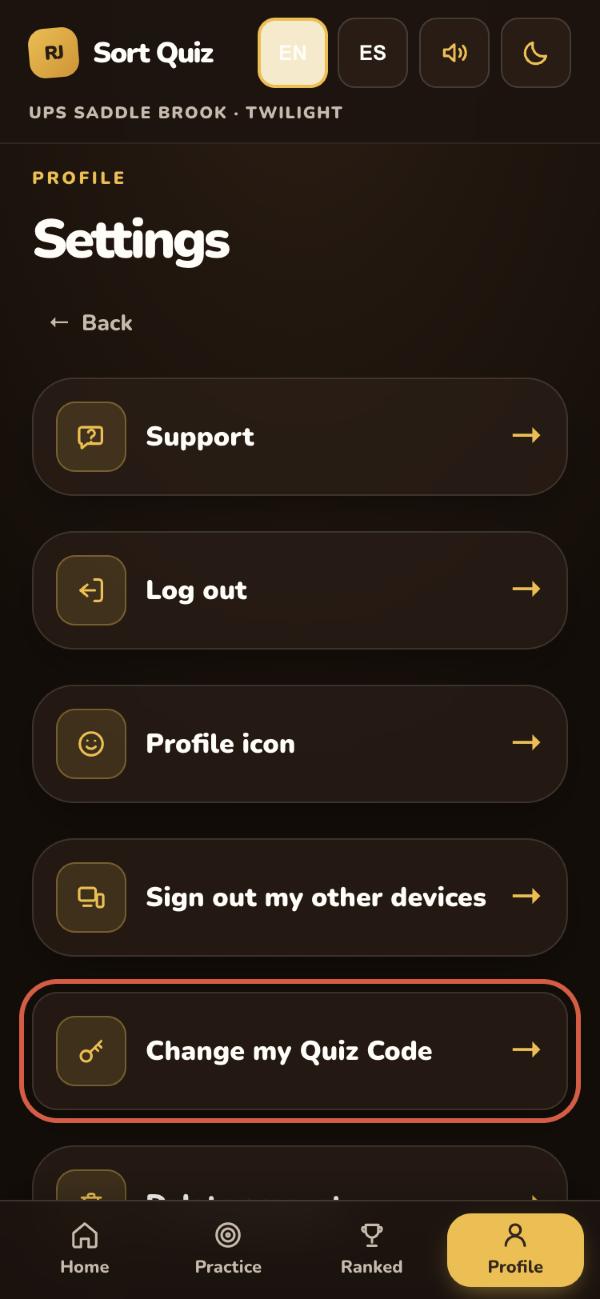 RJ
Sort Quiz
EN
ES
UPS SADDLE BROOK · TWILIGHT
PROFILE
Settings
← Back
Support →
Log out →
Profile icon →
Sign out my other devices →
Change my Quiz Code →
Home
Practice
Ranked
Profile